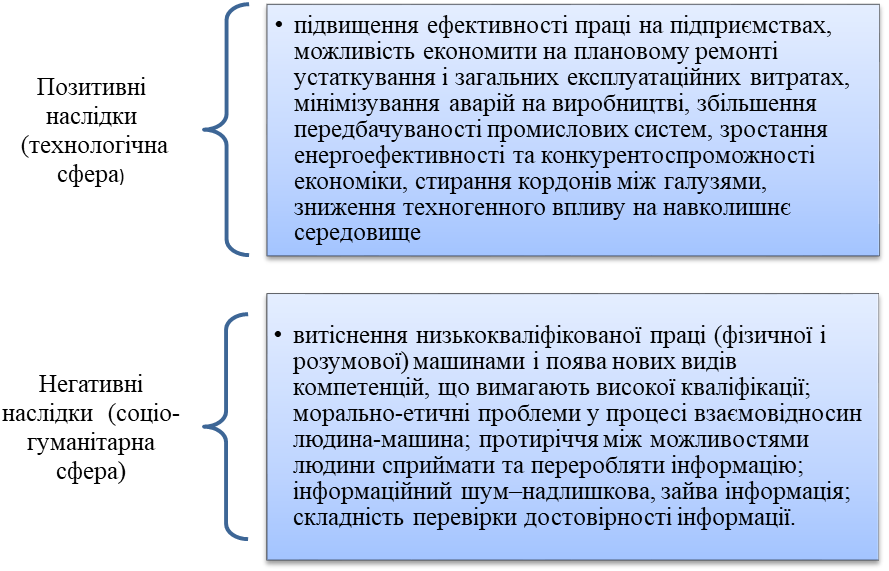 Позитивні
наслідки
(технологічна
сфера)
• підвищення ефективності праці на підприємствах,
можливість економити на плановому ремонті
устаткування і загальних експлуатаційних витратах,
мінімізування аварій на виробництві, збільшення
передбачуваності промислових систем, зростання
енергоефективності та конкурентоспроможності
економіки, стирання кордонів між галузями,
зниження техногенного впливу на навколишнє
середовище
Негативні
наслідки (соціо-
гуманітарна
сфера)
• витіснення низькокваліфікованої праці (фізичної і
розумової) машинами і поява нових видів
компетенцій, що вимагають високої кваліфікації;
морально-етичні проблеми у процесі взаємовідносин
людина-машина; протиріччя між можливостями
людини сприймати та переробляти інформацію;
інформаційний шум–надлишкова, зайва інформація;
складність перевірки достовірності інформації.